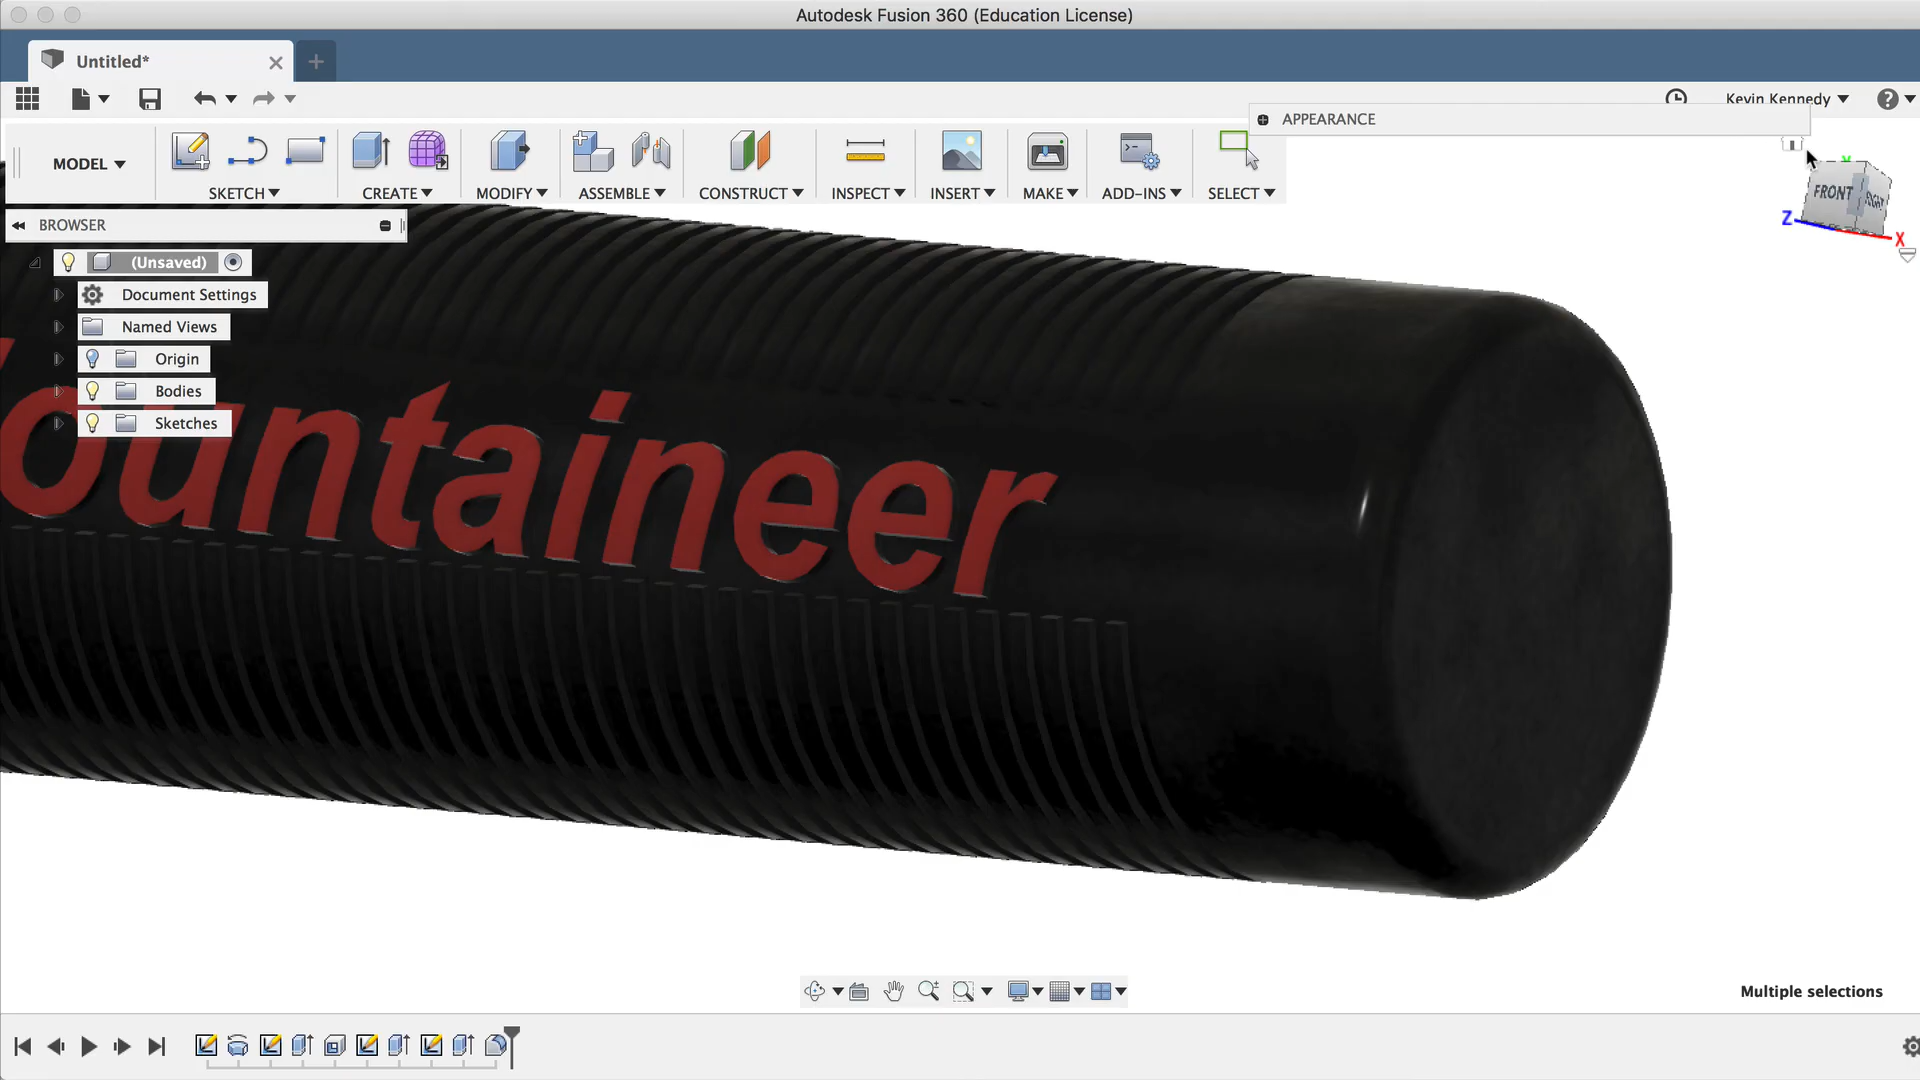 Autodesk Fusion 360 (Education License)
Untitled*
Kevin Kennedy
APPEARANCE
MODEL
SKETCH
CREATE
MODIFY
ASSEMBLE
CONSTRUCT
INSPECT
INSERT
MAKE
ADD-INS
SELECT
Y
FRONT
RIGHT
Z
X
BROWSER
(Unsaved)
Document Settings
Named Views
Origin
Bodies
Sketches
ountaineer
Multiple selections